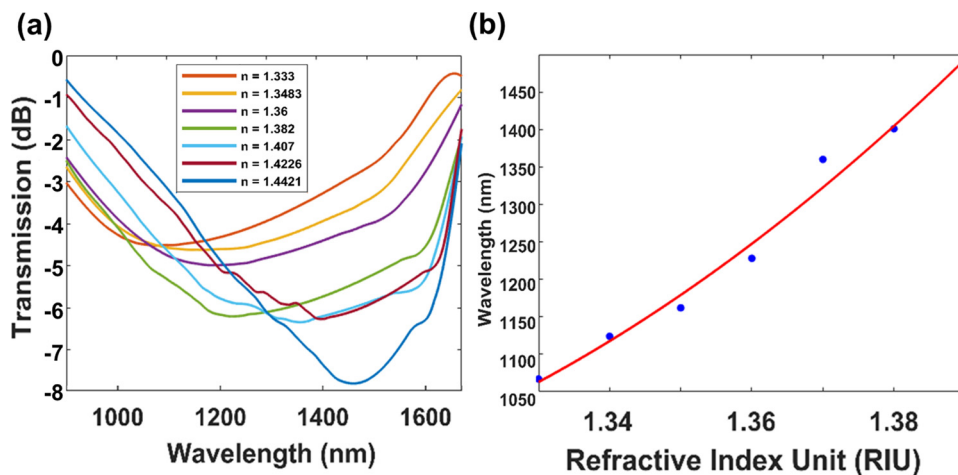 (a)
Transmission (dB)
0
-1
-2
-3
-4
-5
-6
-7
-8
n = 1.333
n = 1.3483
n = 1.36
n = 1.382
n = 1.407
n = 1.4226
n = 1.4421
1000 1200 1400 1600
Wavelength (nm)
(b)
Wavelength (nm)
1450
1400
1350
1300
1250
1200
1150
1100
1050
1.34 1.36 1.38
Refractive Index Unit (RIU)